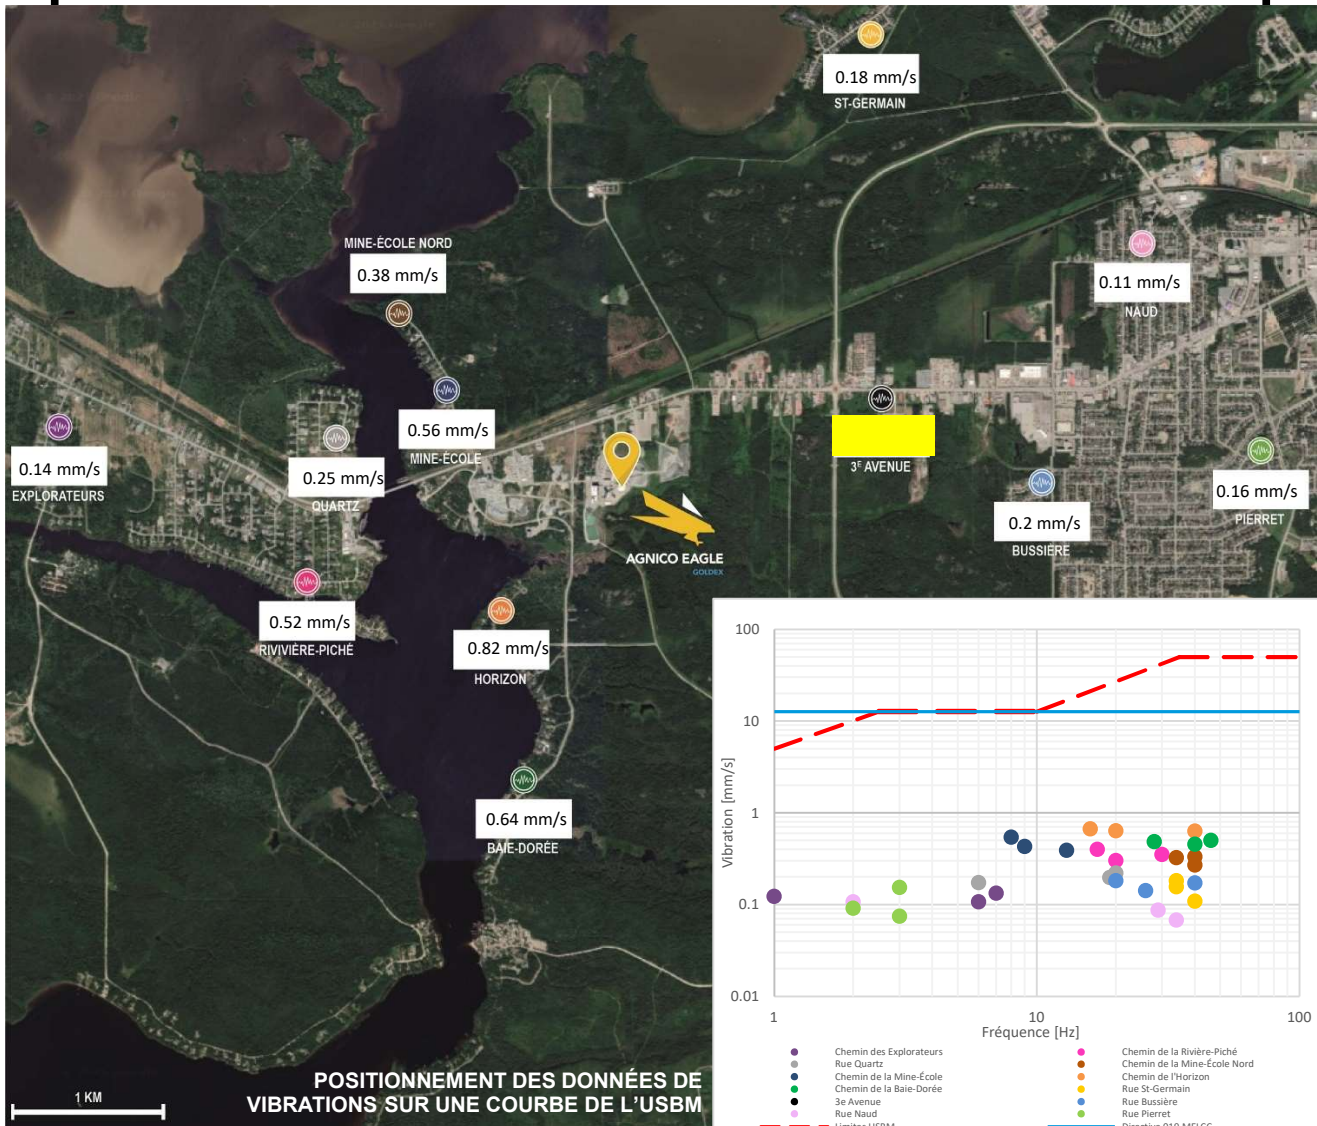 0.18 mm/s
ST-GERMAIN
MINE-ÉCOLE NORD
0.38 mm/s
0.11 mm/s
NAUD
0.56 mm/s
MINE-ÉCOLE
0.14 mm/s
EXPLORATEURS
0.25 mm/s
QUARTZ
3E AVENUE
0.16 mm/s
PIERRET
0.2 mm/s
BUSSIÈRE
AGNICO EAGLE
GOLDEX
0.52 mm/s
RIVIVIÈRE-PICHÉ
0.82 mm/s
HORIZON
0.64 mm/s
BAIE-DORÉE
100
10
1
0.1
0.01
Vibration [mm/s]
1
10
100
Fréquence [Hz]
Chemin des Explorateurs
Chemin de la Rivière-Piché
Rue Quartz
Chemin de la Mine-École Nord
Chemin de la Mine-École
Chemin de l'Horizon
Chemin de la Baie-Dorée
Rue St-Germain
3e Avenue
Rue Bussière
Rue Naud
Rue Pierret
Limites USBM
Directive 019 MELCC
POSITIONNEMENT DES DONNÉES DE
VIBRATIONS SUR UNE COURBE DE L'USBM
1 KM